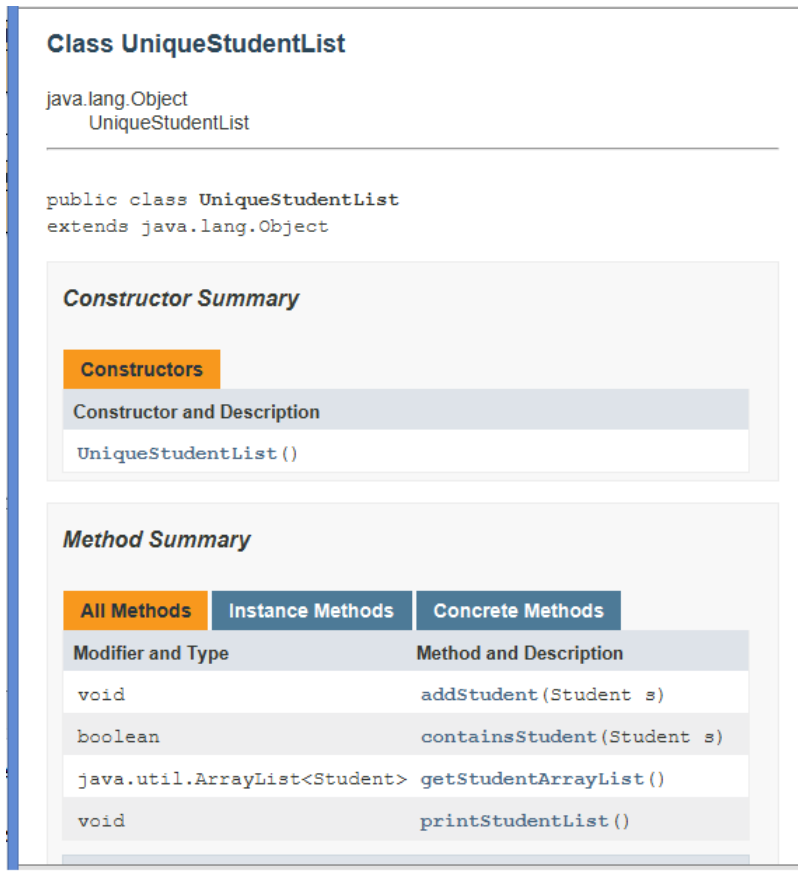 Class UniqueStudentList
java.lang.Object
UniqueStudentList
public class UniqueStudentList
extends java.lang.Object
Constructor Summary
Constructors
Constructor and Description
UniqueStudentList()
Method Summary
All Methods Instance Methods Concrete Methods
Modifier and Type Method and Description
void addStudent(Student s)
boolean containsStudent(Student s)
java.util.ArrayList<Student> getStudentArrayList()
void printStudentList()